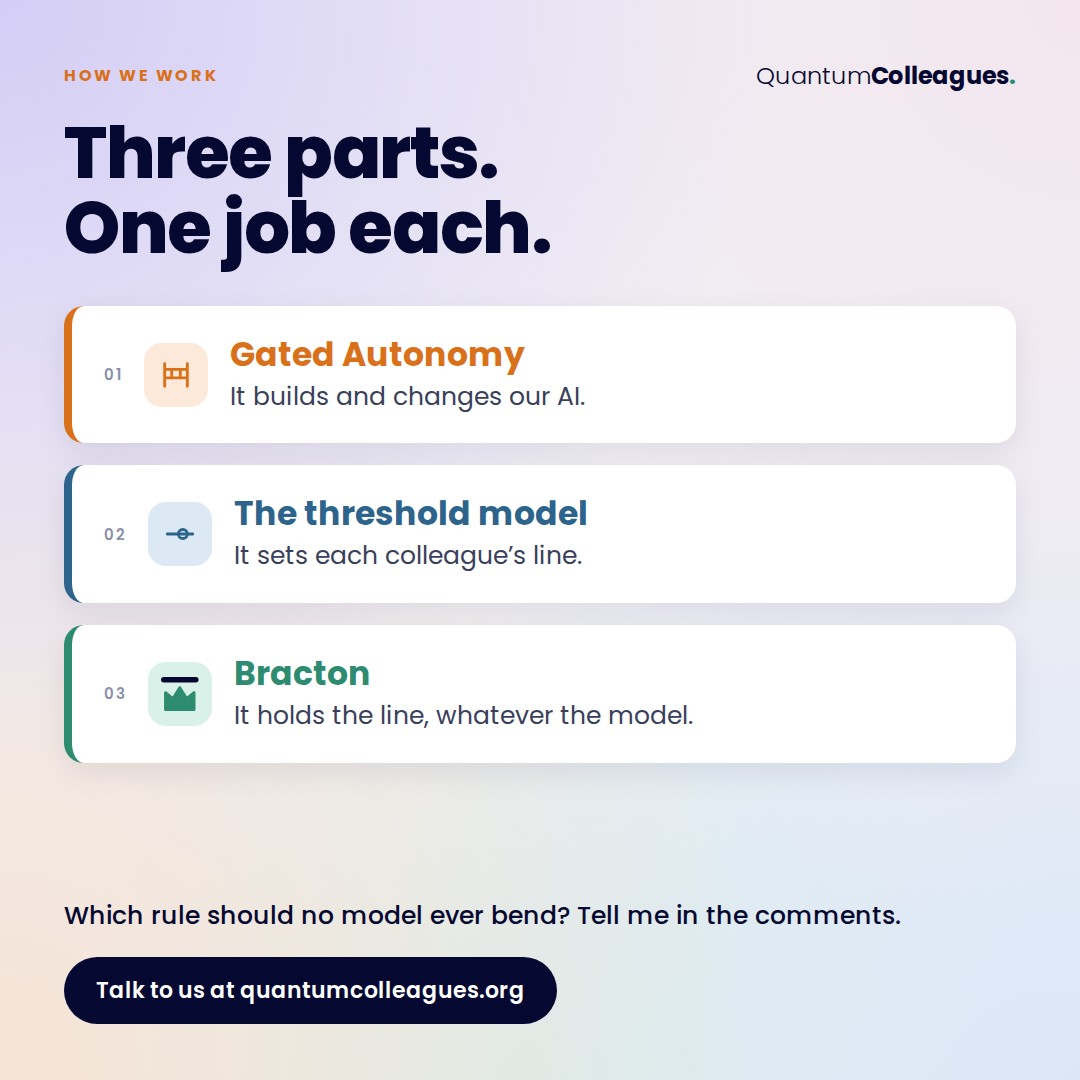 HOW WE WORK
QuantumColleagues.
Three parts.
One job each.
01
Gated Autonomy
It builds and changes our AI.
02
The threshold model
It sets each colleague’s line.
03
Bracton
It holds the line, whatever the model.
Which rule should no model ever bend? Tell me in the comments.
Talk to us at quantumcolleagues.org